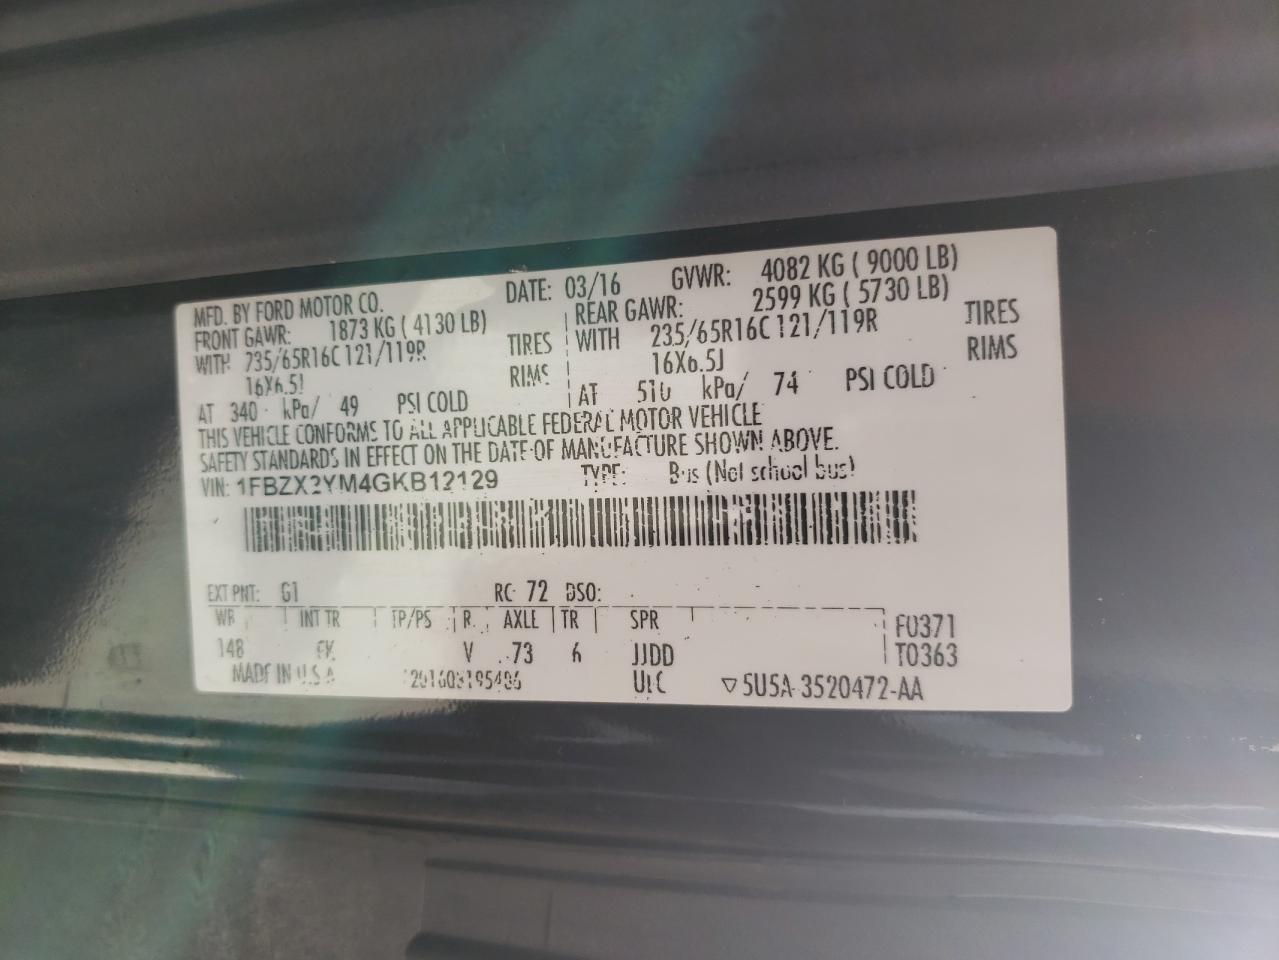 MFD. BY FORD MOTOR CO. DATE: 03/16 GVWR: 4082 KG ( 9000 LB)
FRONT GAWR: 1873 KG ( 4130 LB) REAR GAWR: 2599 KG ( 5730 LB)
WITH 235/65R16C 121/119R TIRES WITH 235/65R16C 121/119R TIRES
16X6.5J RIMS 16X6.5J RIMS
AT 340 kPa/ 49 PSI COLD AT 510 kPa/ 74 PSI COLD
THIS VEHICLE CONFORMS TO ALL APPLICABLE FEDERAL MOTOR VEHICLE
SAFETY STANDARDS IN EFFECT ON THE DATE OF MANUFACTURE SHOWN ABOVE.
VIN: 1FBZX2YM4GKB12129 TYPE: Bus (Not school bus)
EXT PNT: G1 RC: 72 DSO:
WB INT TR TP/PS R AXLE TR SPR F0371
148 V 73 6 JJDD T0363
MADE IN U.S.A. ▽5U5A-3520472-AA